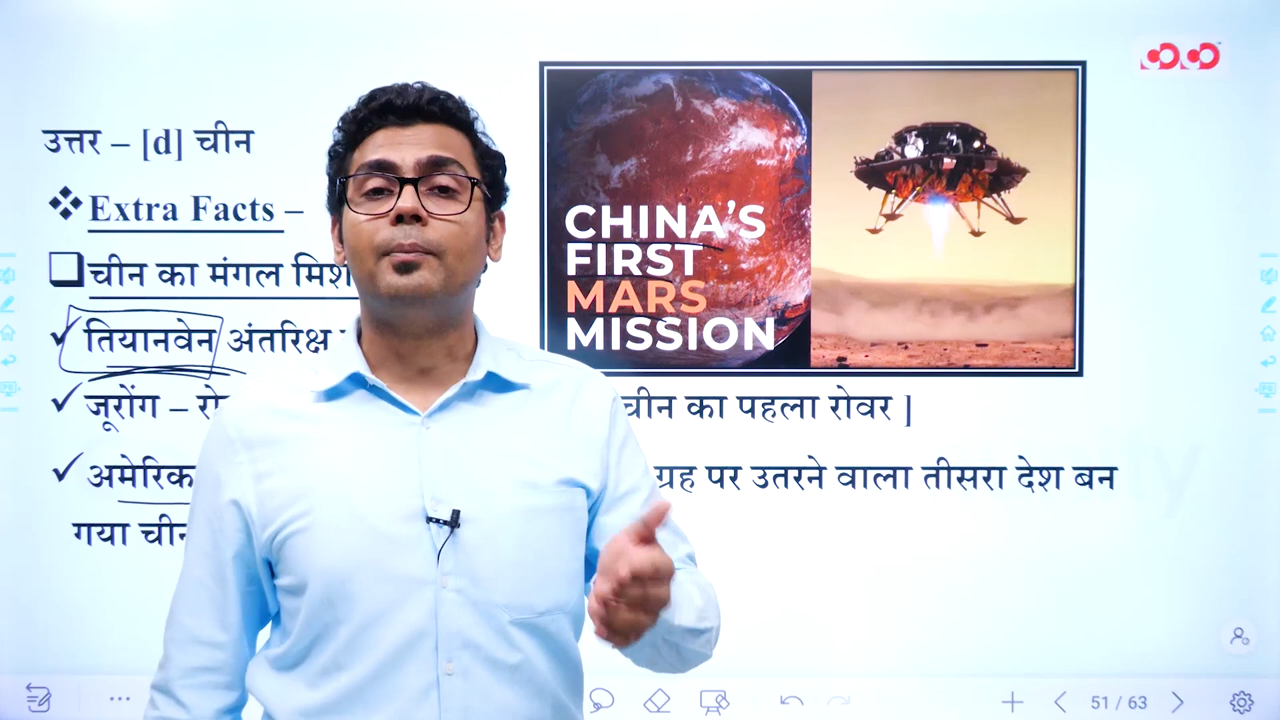 उत्तर – [d] चीन
❖ Extra Facts –
❑ चीन का मंगल
✓ तियानवेन अंतरिक्ष
✓ जूरोंग –
चीन का पहला रोवर ]
✓
ग्रह पर उतरने वाला तीसरा देश बन
गया
CHINA'S
FIRST
MARS
MISSION
51 / 63